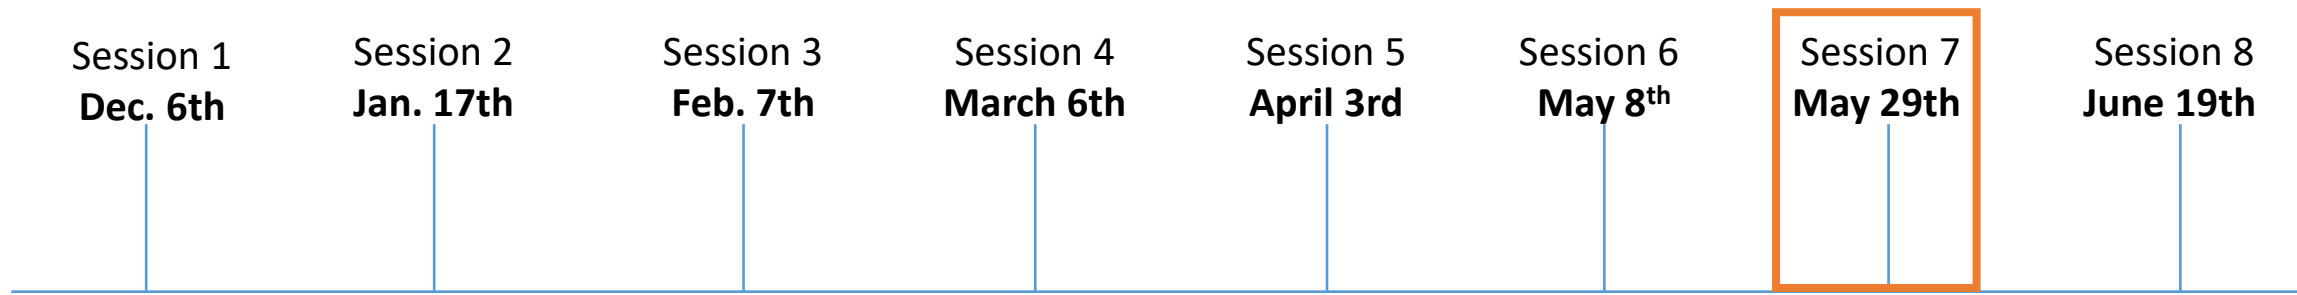 Session 1
Dec. 6th
Session 2
Jan. 17th
Session 3
Feb. 7th
Session 4
March 6th
Session 5
April 3rd
Session 6
May 8th
Session 7
May 29th
Session 8
June 19th